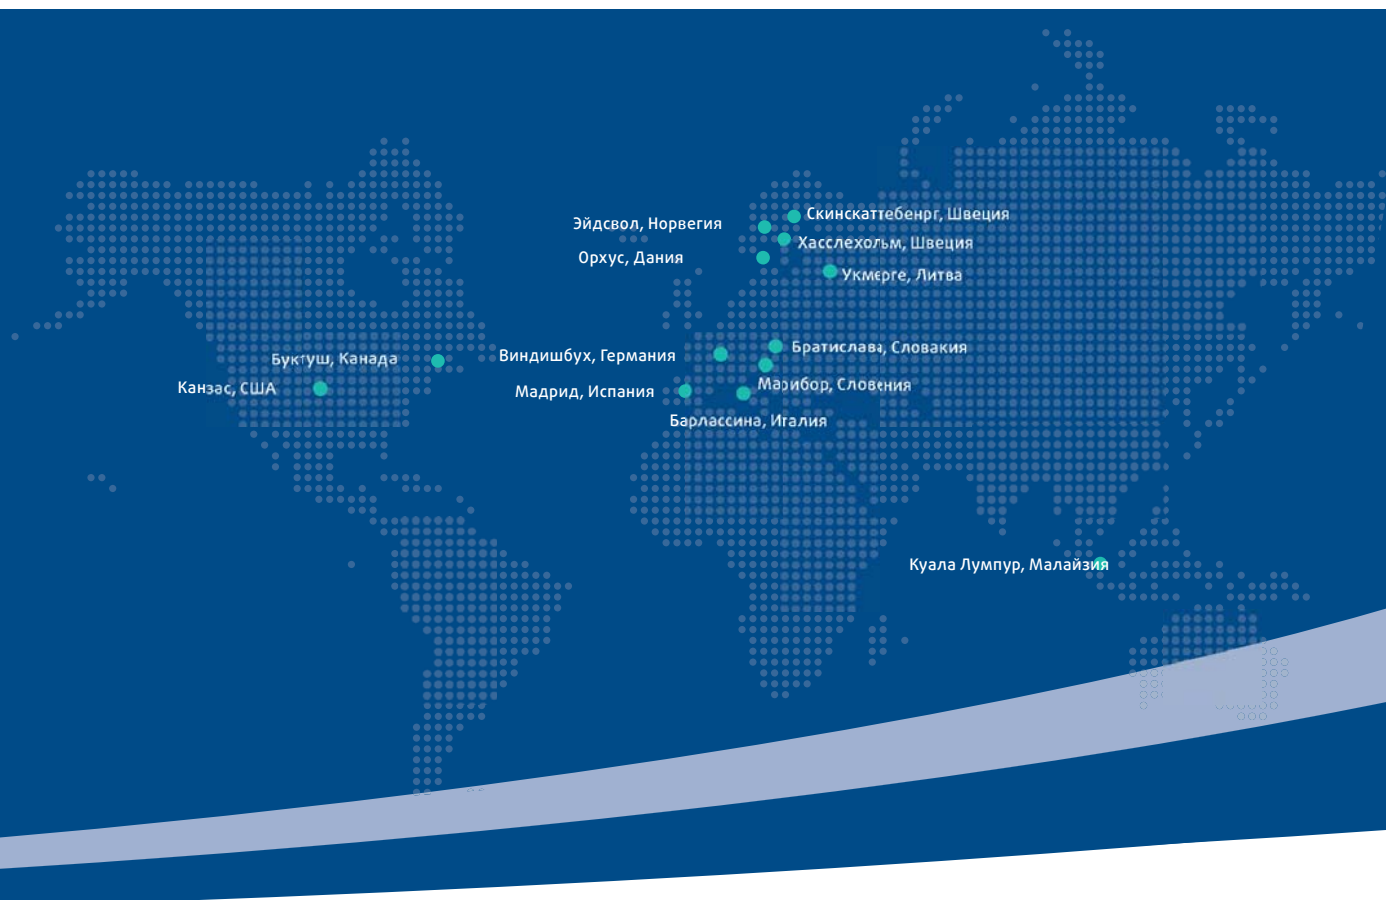 Скинскаттебенрг, Швеция
Эйдсвол, Норвегия
Хасслехольм, Швеция
Орхус, Дания
Укмерге, Литва
Братислава, Словакия
Виндишбух, Германия
Буктуш, Канада
Марибор, Словения
Канзас, США
Мадрид, Испания
Барлассина, Италия
Куала Лумпур, Малайзия